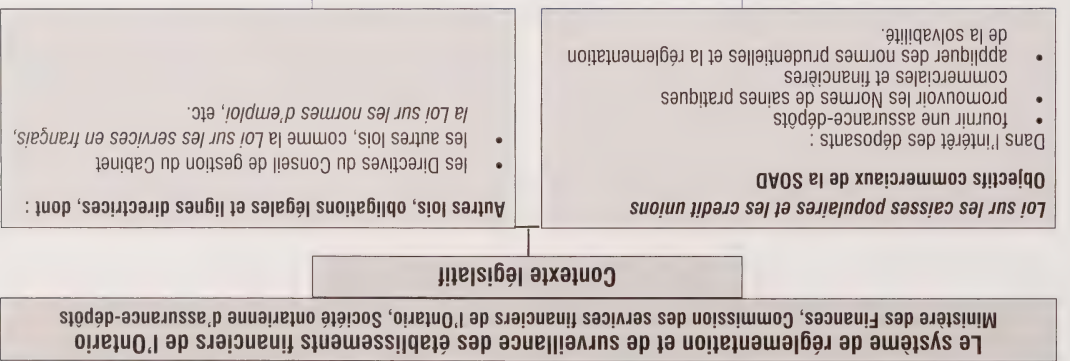 Le système de réglementation et de surveillance des établissements financiers de l'Ontario
Ministère des Finances, Commission des services financiers de l'Ontario, Société ontarienne d'assurance-dépôts
Contexte législatif
Loi sur les caisses populaires et les credit unions
Objectifs commerciaux de la SOAD
Dans l'intérêt des déposants :
• fournir une assurance-dépôts
• promouvoir les Normes de saines pratiques
commerciales et financières
• appliquer des normes prudentielles et la réglementation
de la solvabilité.
Autres lois, obligations légales et lignes directrices, dont :
• les Directives du Conseil de gestion du Cabinet
• les autres lois, comme la Loi sur les services en français,
la Loi sur les normes d'emploi, etc.